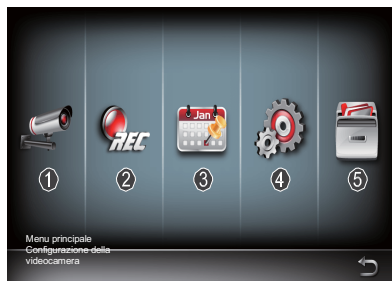 Jan
REC
1
2
3
4
5
Menu principale
Configurazione della
videocamera